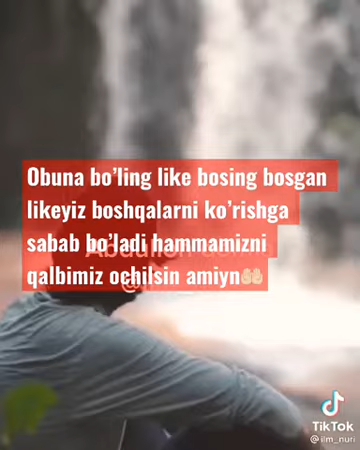 Obuna bo’ling like bosing bosgan
likeyiz boshqalarni ko’rishga
sabab bo’ladi hammamizni
qalbimiz ochilsin amiyn🤲🏻
TikTok
@ilm_nuri